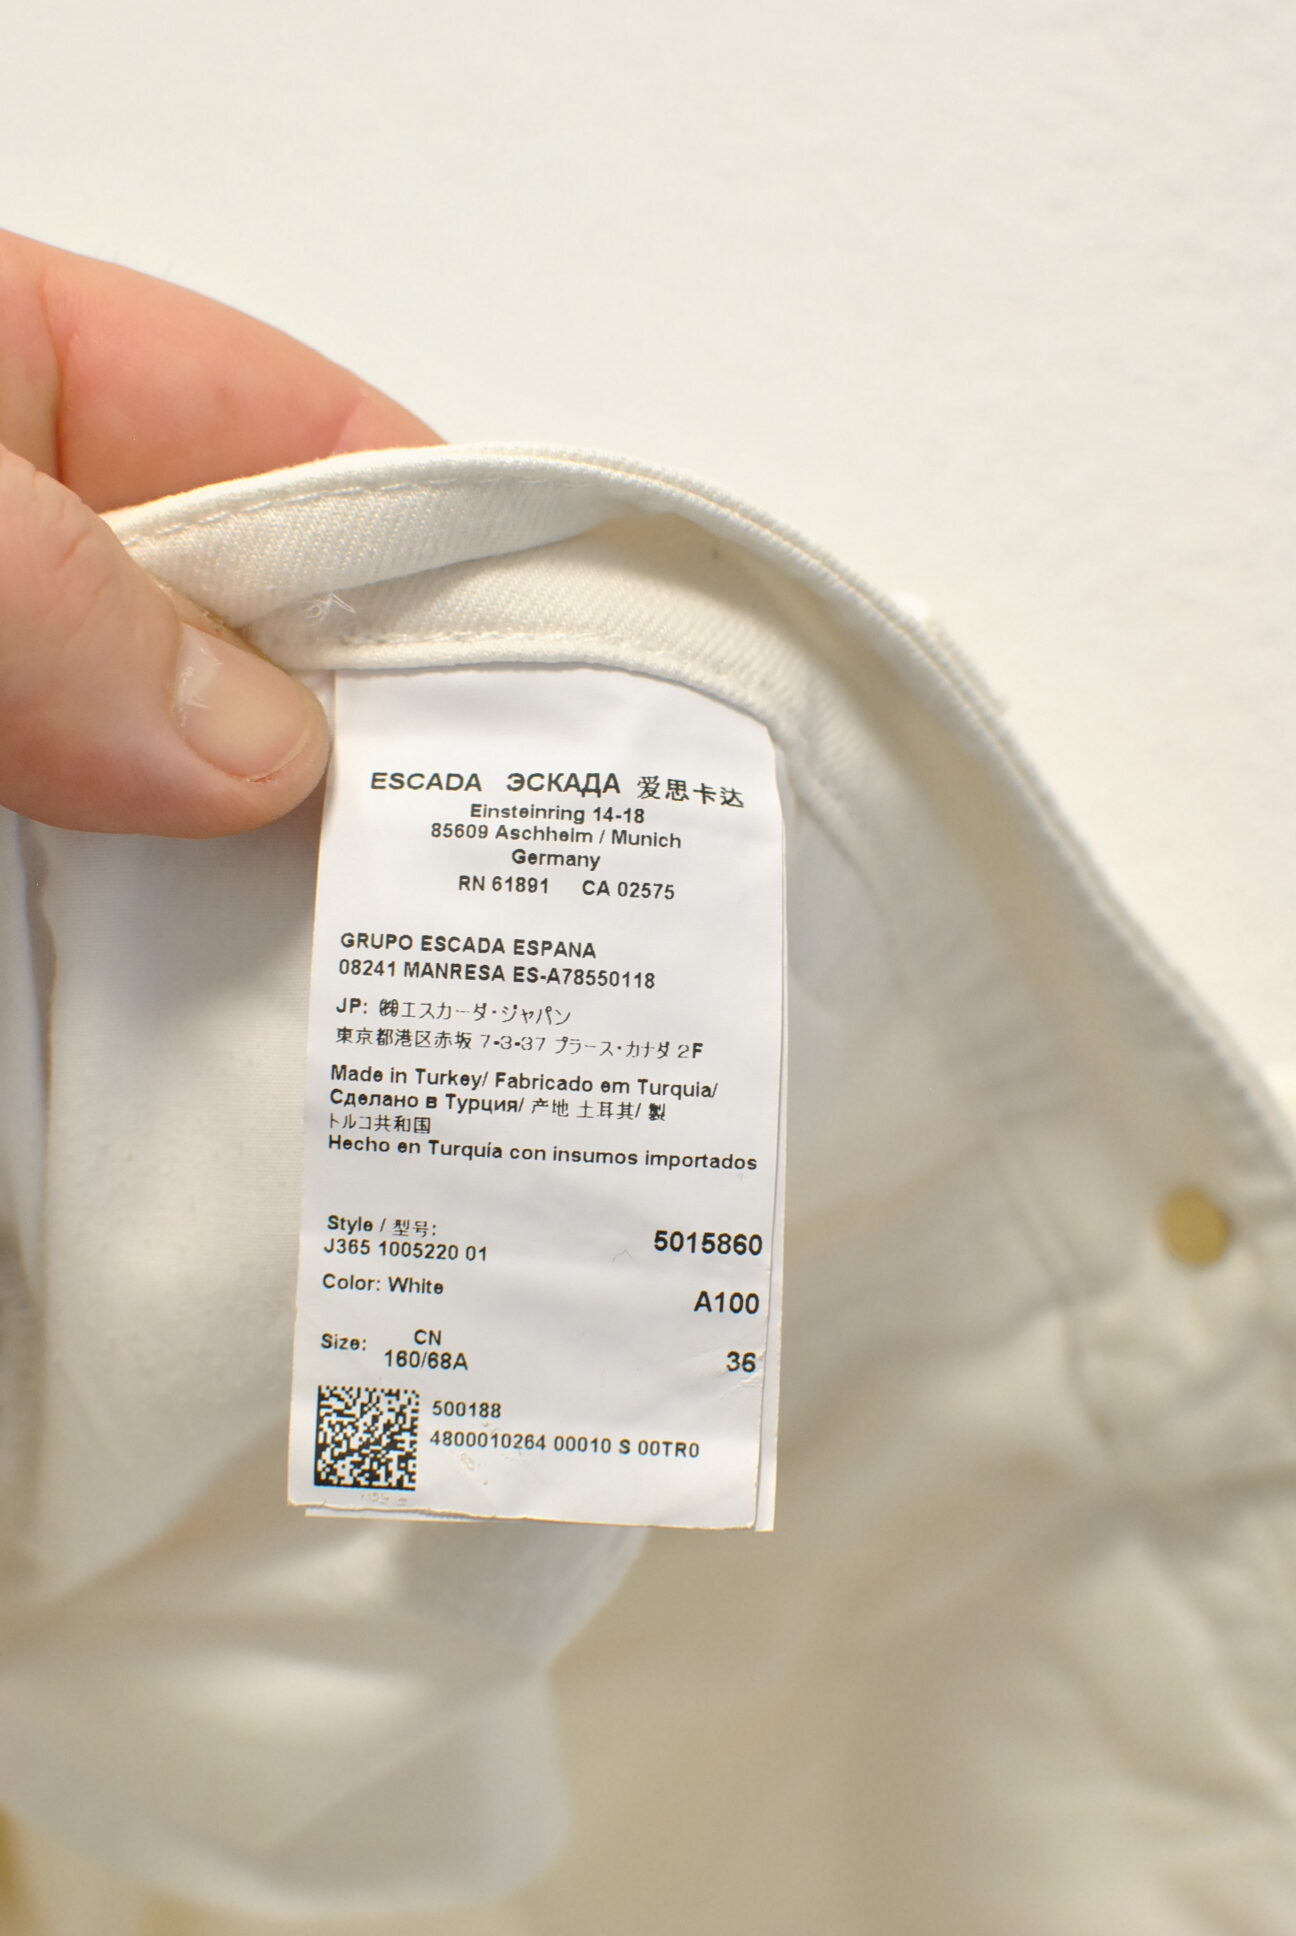 ESCADA ЭСКАДА 爱思卡达
Einsteinring 14-18
85609 Aschheim / Munich
Germany
RN 61891 CA 02575
GRUPO ESCADA ESPANA
08241 MANRESA ES-A78550118
JP: ㈱エスカーダ・ジャパン
東京都港区赤坂 7-3-37 プラース・カナダ 2F
Made in Turkey/ Fabricado em Turquia/
Сделано в Турция/ 产地 土耳其/ 製
トルコ共和国
Hecho en Turquía con insumos importados
Style / 型号: 5015860
J365 1005220 01
Color: White A100
Size: CN 36
160/68A
500188
4800010264 00010 S 00TR0